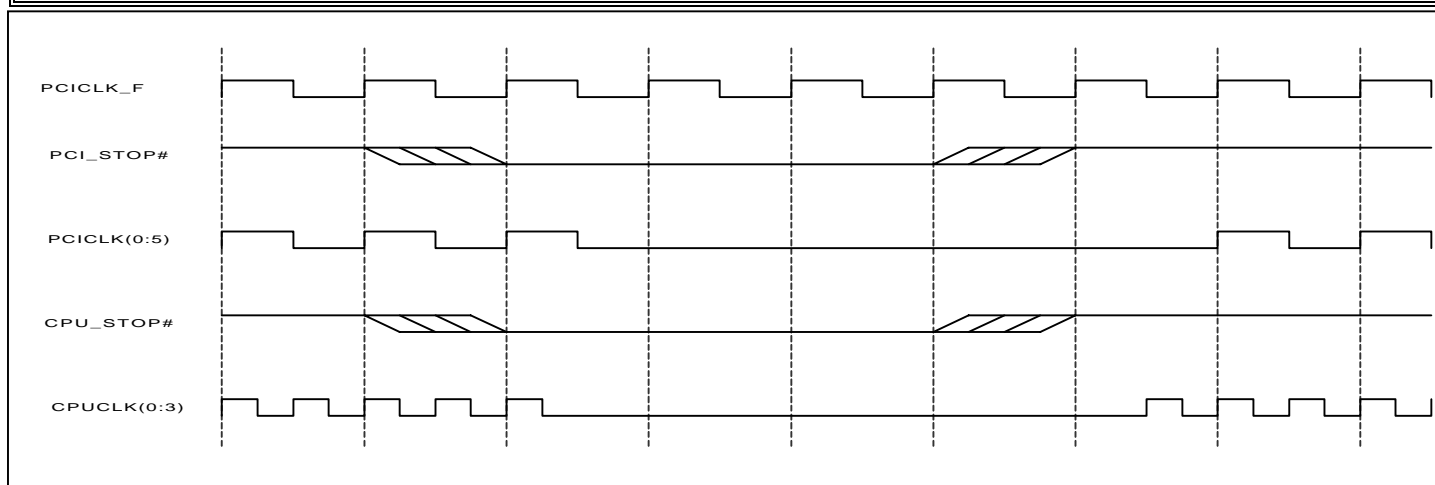 PCICLK_F
PCI_STOP#
PCICLK(0:5)
CPU_STOP#
CPUCLK(0:3)